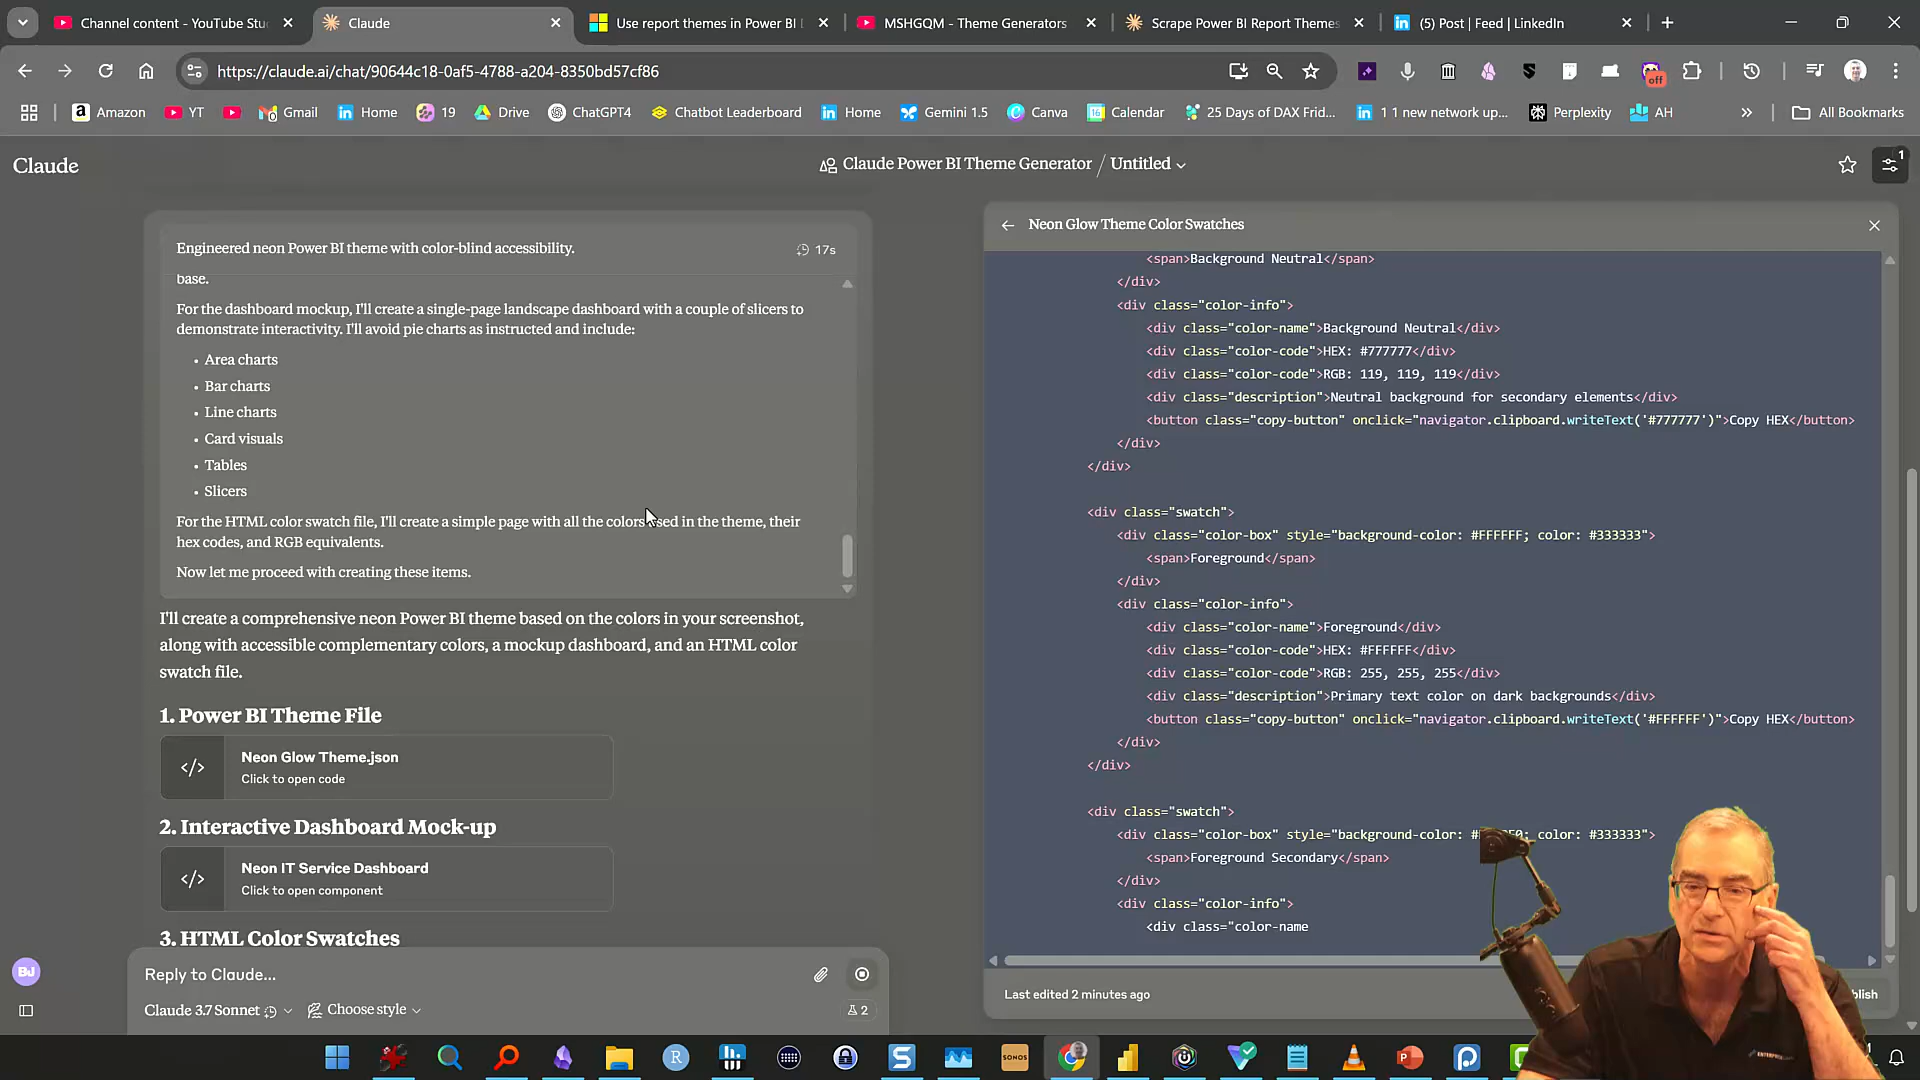 Channel content - YouTube Stu
Claude
Use report themes in Power BI
MSHGQM - Theme Generators
Scrape Power BI Report Themes
(5) Post | Feed | LinkedIn
https://claude.ai/chat/90644c18-0af5-4788-a204-8350bd57cf86
off
Amazon
YT
Gmail
Home
19
Drive
ChatGPT4
Chatbot Leaderboard
Home
Gemini 1.5
Canva
Calendar
25 Days of DAX Frid...
1 1 new network up...
Perplexity
AH
All Bookmarks
Claude
Claude Power BI Theme Generator / Untitled
1
Engineered neon Power BI theme with color-blind accessibility.
17s
base.
For the dashboard mockup, I'll create a single-page landscape dashboard with a couple of slicers to
demonstrate interactivity. I'll avoid pie charts as instructed and include:
• Area charts
• Bar charts
• Line charts
• Card visuals
• Tables
• Slicers
For the HTML color swatch file, I'll create a simple page with all the colors used in the theme, their
hex codes, and RGB equivalents.
Now let me proceed with creating these items.
I'll create a comprehensive neon Power BI theme based on the colors in your screenshot,
along with accessible complementary colors, a mockup dashboard, and an HTML color
swatch file.
1. Power BI Theme File
</>
Neon Glow Theme.json
Click to open code
2. Interactive Dashboard Mock-up
</>
Neon IT Service Dashboard
Click to open component
3. HTML Color Swatches
BJ
Reply to Claude...
Claude 3.7 Sonnet
Choose style
2
Neon Glow Theme Color Swatches
<span>Background Neutral</span>
</div>
<div class="color-info">
<div class="color-name">Background Neutral</div>
<div class="color-code">HEX: #777777</div>
<div class="color-code">RGB: 119, 119, 119</div>
<div class="description">Neutral background for secondary elements</div>
<button class="copy-button" onclick="navigator.clipboard.writeText('#777777')">Copy HEX</button>
</div>
</div>
<div class="swatch">
<div class="color-box" style="background-color: #FFFFFF; color: #333333">
<span>Foreground</span>
</div>
<div class="color-info">
<div class="color-name">Foreground</div>
<div class="color-code">HEX: #FFFFFF</div>
<div class="color-code">RGB: 255, 255, 255</div>
<div class="description">Primary text color on dark backgrounds</div>
<button class="copy-button" onclick="navigator.clipboard.writeText('#FFFFFF')">Copy HEX</button>
</div>
</div>
<div class="swatch">
<div class="color-box" style="background-color: color: #333333">
<span>Foreground Secondary</span>
</div>
<div class="color-info">
<div class="color-name
Last edited 2 minutes ago
blish
SONOS